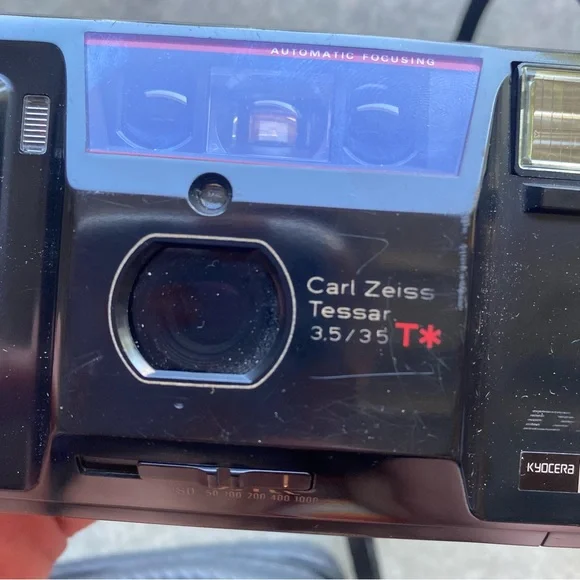 AUTOMATIC FOCUSING
Carl Zeiss
Tessar
3,5/35 T*
50 100 200 400 1000
KYOCERA